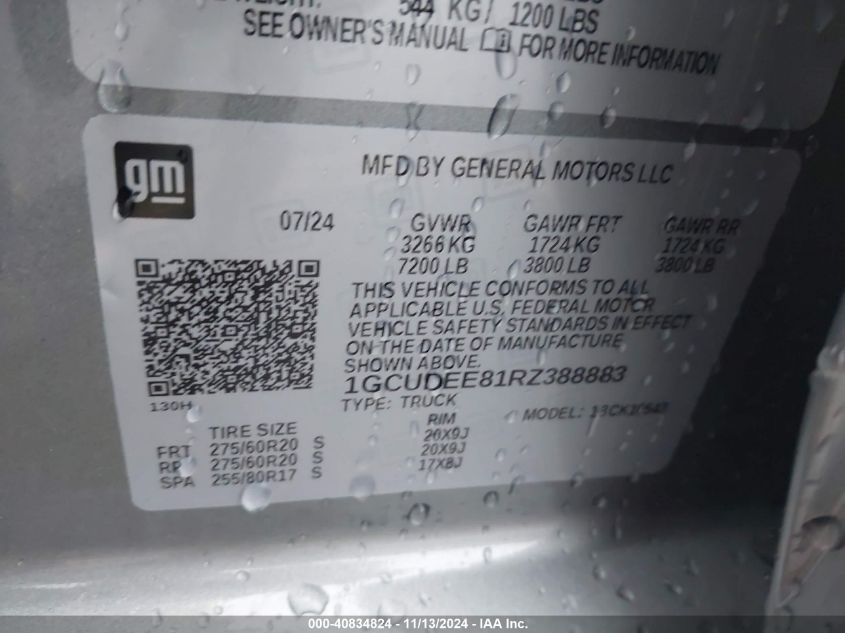 544 KG / 1200 LBS
SEE OWNER'S MANUAL FOR MORE INFORMATION
gm
MFD BY GENERAL MOTORS LLC
07/24 GVWR GAWR FRT GAWR RR
3266 KG 1724 KG 1724 KG
7200 LB 3800 LB 3800 LB
THIS VEHICLE CONFORMS TO ALL
APPLICABLE U.S. FEDERAL MOTOR
VEHICLE SAFETY STANDARDS IN EFFECT
ON THE DATE OF MANUFACTURE
SHOWN ABOVE.
1GCUDEE81RZ388883
130H
TYPE: TRUCK MODEL:
TIRE SIZE RIM
FRT 275/60R20 S 20X9J
RR 275/60R20 S 20X9J
SPA 255/80R17 S 17X8J
000-40834824 - 11/13/2024 - IAA Inc.